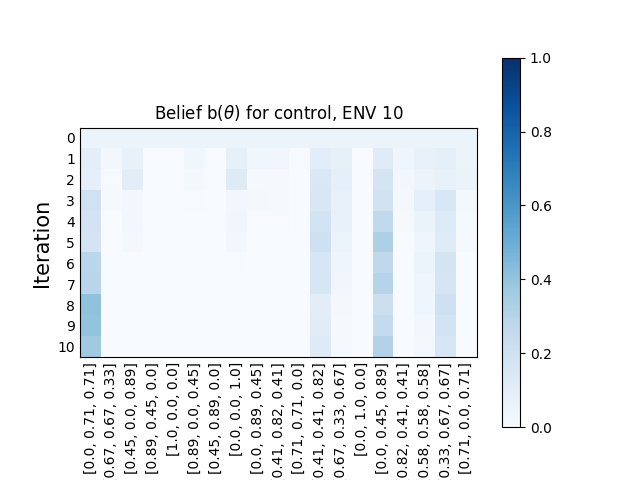 Belief b(θ) for control, ENV 10
Iteration
0
1
2
3
4
5
6
7
8
9
10
[0.0, 0.71, 0.71]
0.67, 0.67, 0.33]
[0.45, 0.0, 0.89]
[0.89, 0.45, 0.0]
[1.0, 0.0, 0.0]
[0.89, 0.0, 0.45]
[0.45, 0.89, 0.0]
[0.0, 0.0, 1.0]
[0.0, 0.89, 0.45]
0.41, 0.82, 0.41]
[0.71, 0.71, 0.0]
0.41, 0.41, 0.82]
0.67, 0.33, 0.67]
[0.0, 1.0, 0.0]
[0.0, 0.45, 0.89]
0.82, 0.41, 0.41]
0.58, 0.58, 0.58]
0.33, 0.67, 0.67]
[0.71, 0.0, 0.71]
1.0
0.8
0.6
0.4
0.2
0.0